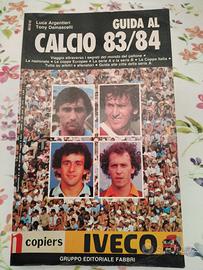 Luca Argentieri
Tony Damascelli
GUIDA AL
CALCIO 83/84
Viaggio attraverso i segreti del mondo del pallone •
La nazionale • Le coppe Europee • La serie A e la serie B • La Coppa Italia •
Tutto su arbitri e allenatori • Guida alle città della serie A
copiers
IVECO
GRUPPO EDITORIALE FABBRI